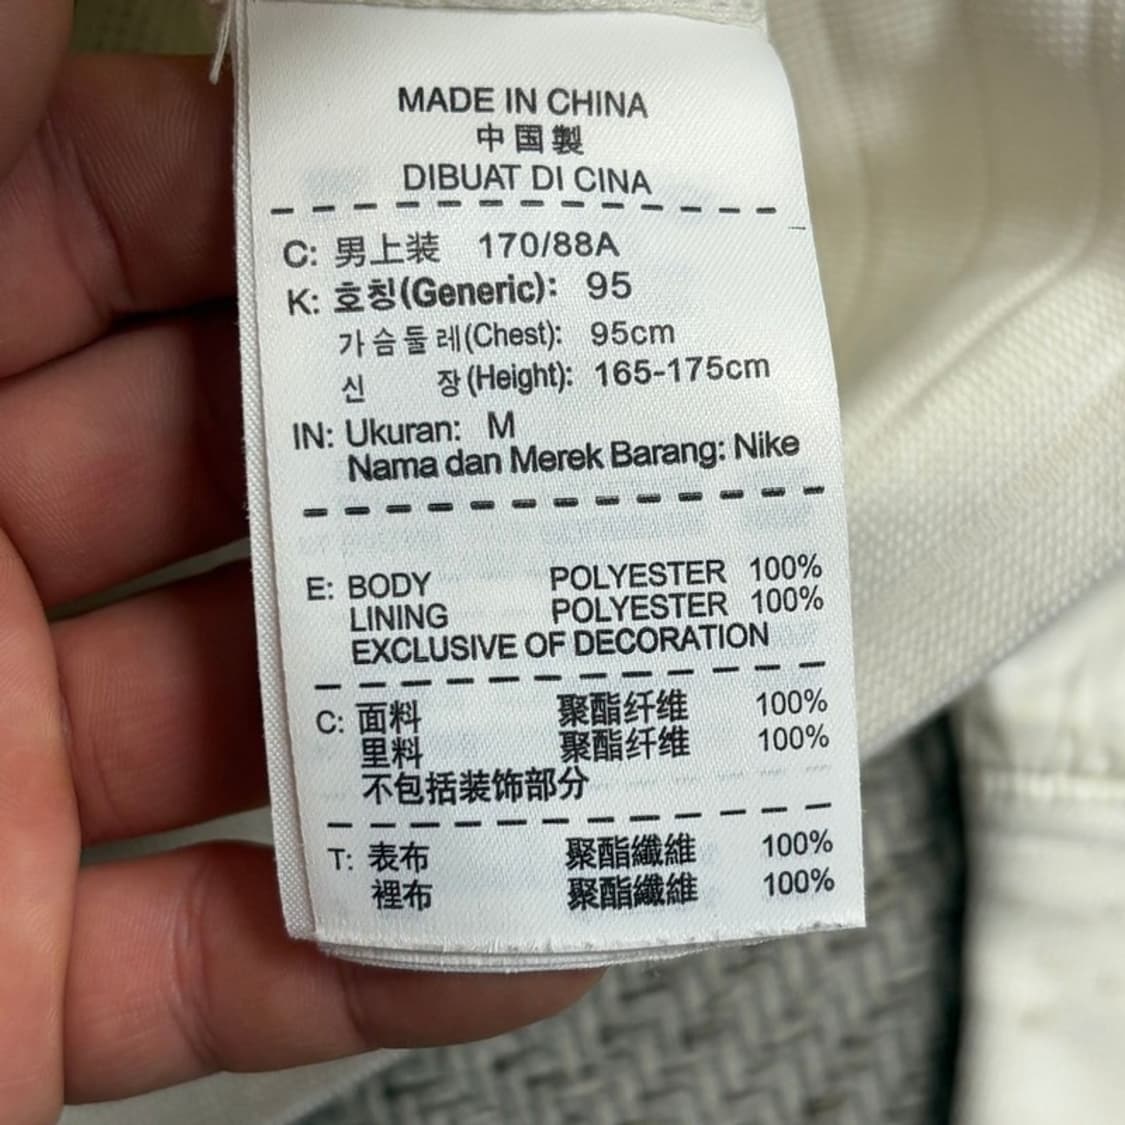 MADE IN CHINA
中国製
DIBUAT DI CINA
C: 男上装 170/88A
K: 호칭(Generic): 95
가슴둘레(Chest): 95cm
신 장(Height): 165-175cm
IN: Ukuran: M
Nama dan Merek Barang: Nike
E: BODY POLYESTER 100%
LINING POLYESTER 100%
EXCLUSIVE OF DECORATION
C: 面料 聚酯纤维 100%
里料 聚酯纤维 100%
不包括装饰部分
T: 表布 聚酯纖維 100%
裡布 聚酯纖維 100%